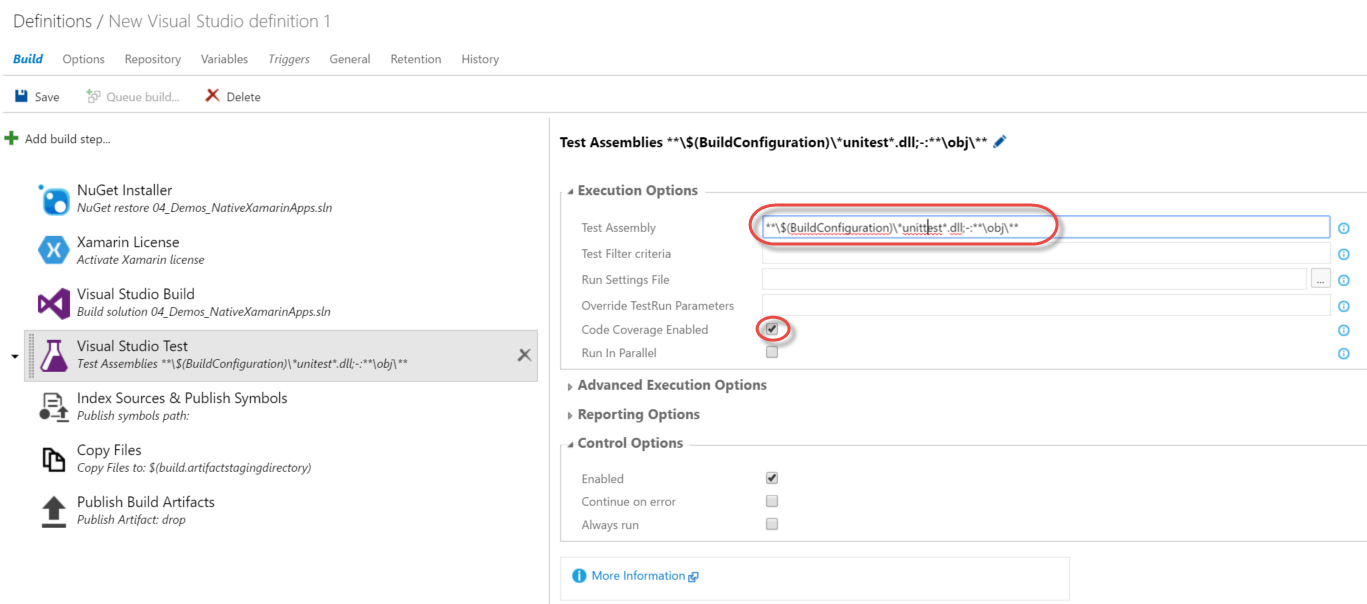 Definitions / New Visual Studio definition 1
Build Options Repository Variables Triggers General Retention History
Save Queue build... Delete
Add build step...
NuGet Installer
NuGet restore 04_Demos_NativeXamarinApps.sln
Xamarin License
Activate Xamarin license
Visual Studio Build
Build solution 04_Demos_NativeXamarinApps.sln
Visual Studio Test
Test Assemblies **\$(BuildConfiguration)\*unitest*.dll;-:**\obj\**
Index Sources & Publish Symbols
Publish symbols path:
Copy Files
Copy Files to: $(build.artifactstagingdirectory)
Publish Build Artifacts
Publish Artifact: drop
Test Assemblies **\$(BuildConfiguration)\*unitest*.dll;-:**\obj\**
Execution Options
Test Assembly **\$(BuildConfiguration)\*unittest*.dll;-:**\obj\**
Test Filter criteria
Run Settings File ...
Override TestRun Parameters
Code Coverage Enabled
Run In Parallel
Advanced Execution Options
Reporting Options
Control Options
Enabled
Continue on error
Always run
More Information